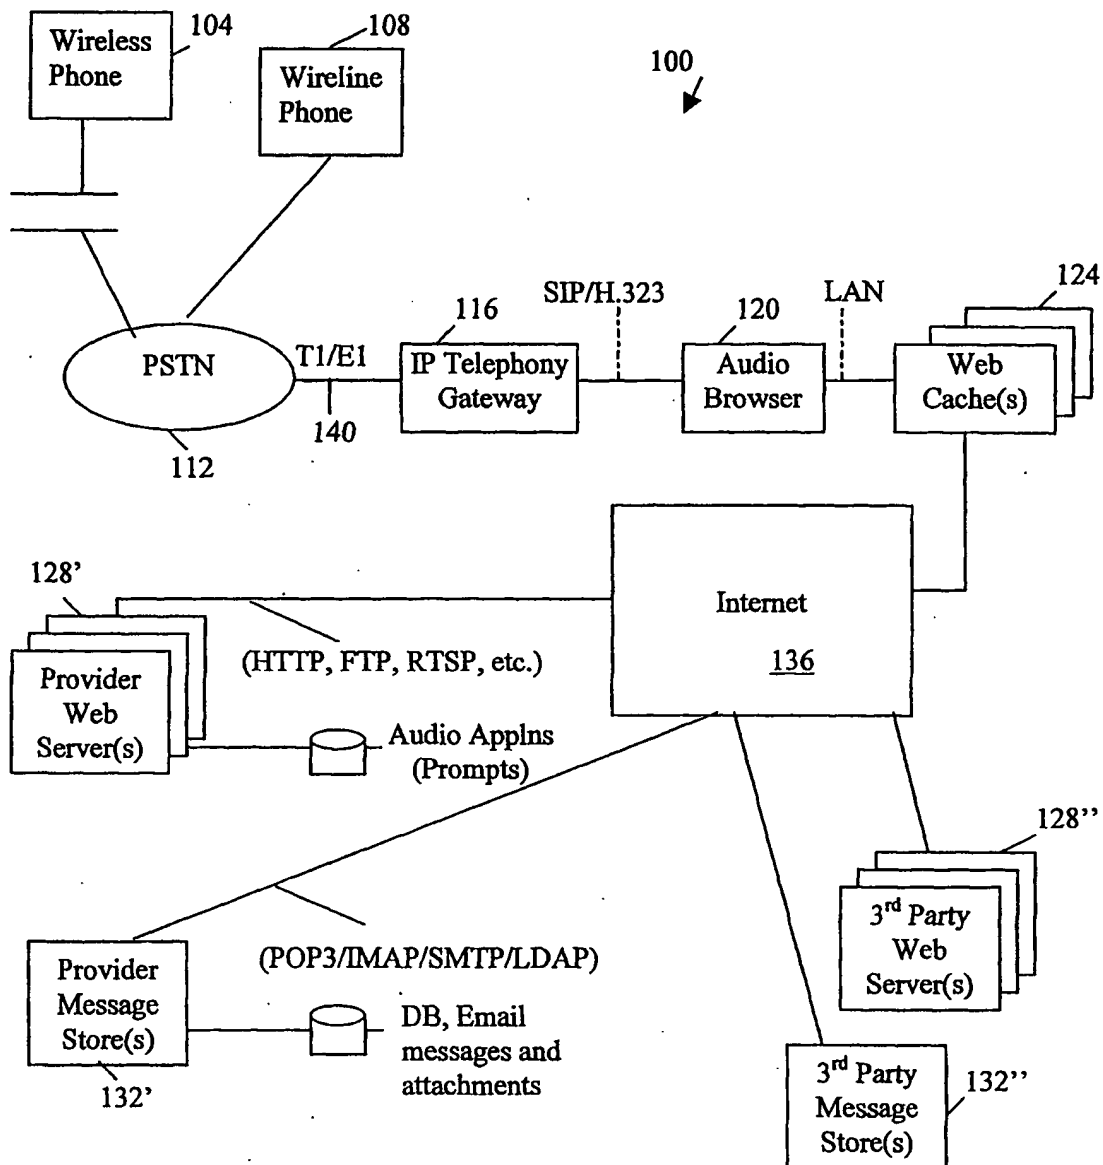 Wireless
Phone
104
Wireline
Phone
108
100
PSTN
112
T1/E1
140
116
IP Telephony
Gateway
SIP/H.323
120
Audio
Browser
LAN
124
Web
Cache(s)
Internet
136
128’
Provider
Web
Server(s)
(HTTP, FTP, RTSP, etc.)
Audio Applns
(Prompts)
128’’
3rd Party
Web
Server(s)
(POP3/IMAP/SMTP/LDAP)
Provider
Message
Store(s)
132’
DB, Email
messages and
attachments
3rd Party
Message
Store(s)
132’’